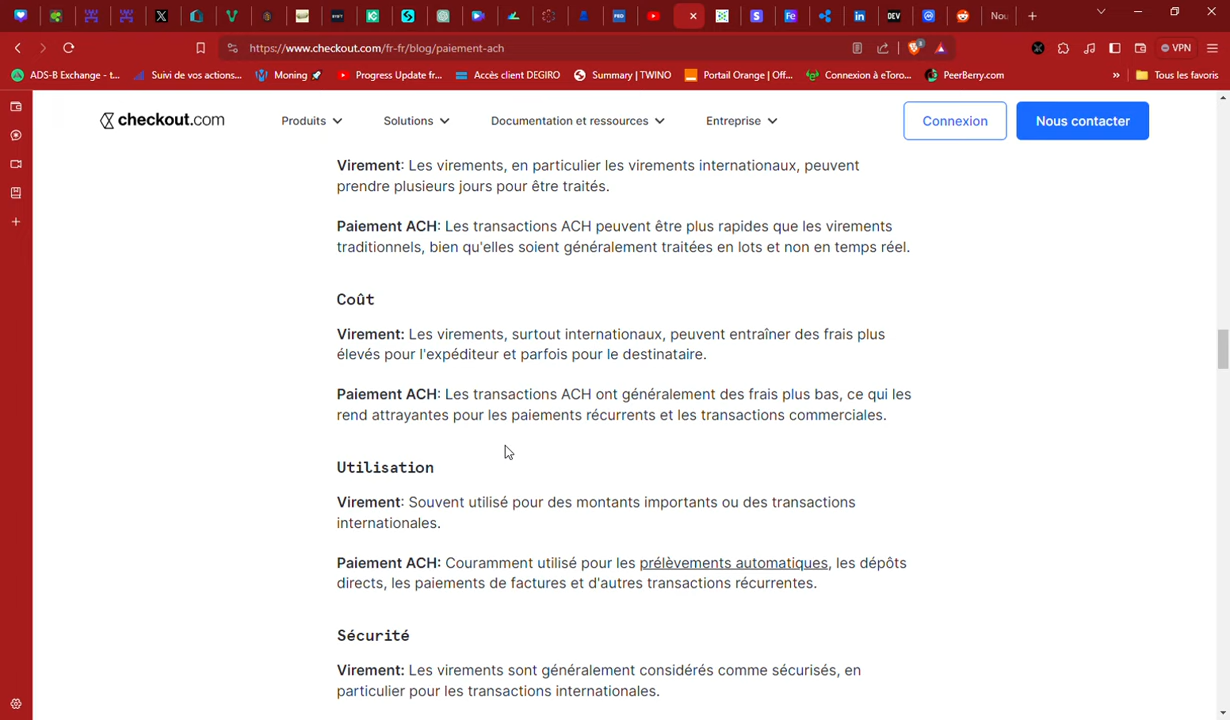 FED
DEV
Nou
https://www.checkout.com/fr-fr/blog/paiement-ach
VPN
ADS-B Exchange - t...
Suivi de vos actions...
Moning
Progress Update fr...
Accès client DEGIRO
Summary | TWINO
Portail Orange | Off...
Connexion à eToro...
PeerBerry.com
»
Tous les favoris
checkout.com
Produits
Solutions
Documentation et ressources
Entreprise
Connexion
Nous contacter
Virement: Les virements, en particulier les virements internationaux, peuvent
prendre plusieurs jours pour être traités.
Paiement ACH: Les transactions ACH peuvent être plus rapides que les virements
traditionnels, bien qu'elles soient généralement traitées en lots et non en temps réel.
Coût
Virement: Les virements, surtout internationaux, peuvent entraîner des frais plus
élevés pour l'expéditeur et parfois pour le destinataire.
Paiement ACH: Les transactions ACH ont généralement des frais plus bas, ce qui les
rend attrayantes pour les paiements récurrents et les transactions commerciales.
Utilisation
Virement: Souvent utilisé pour des montants importants ou des transactions
internationales.
Paiement ACH: Couramment utilisé pour les prélèvements automatiques, les dépôts
directs, les paiements de factures et d'autres transactions récurrentes.
Sécurité
Virement: Les virements sont généralement considérés comme sécurisés, en
particulier pour les transactions internationales.